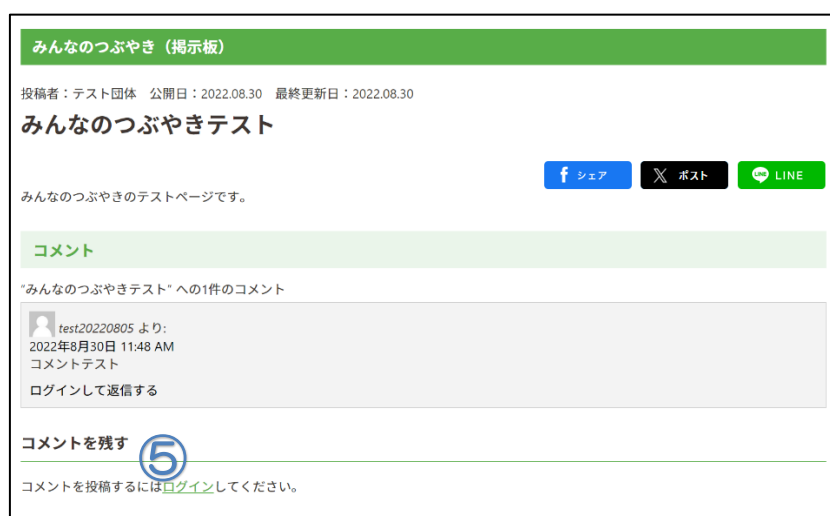 みんなのつぶやき（掲示板）
投稿者：テスト団体　公開日：2022.08.30　最終更新日：2022.08.30
みんなのつぶやきテスト
f シェア　X ポスト　LINE LINE
みんなのつぶやきのテストページです。
コメント
“みんなのつぶやきテスト” への1件のコメント
test20220805 より:
2022年8月30日 11:48 AM
コメントテスト
ログインして返信する
コメントを残す
⑤
コメントを投稿するにはログインしてください。